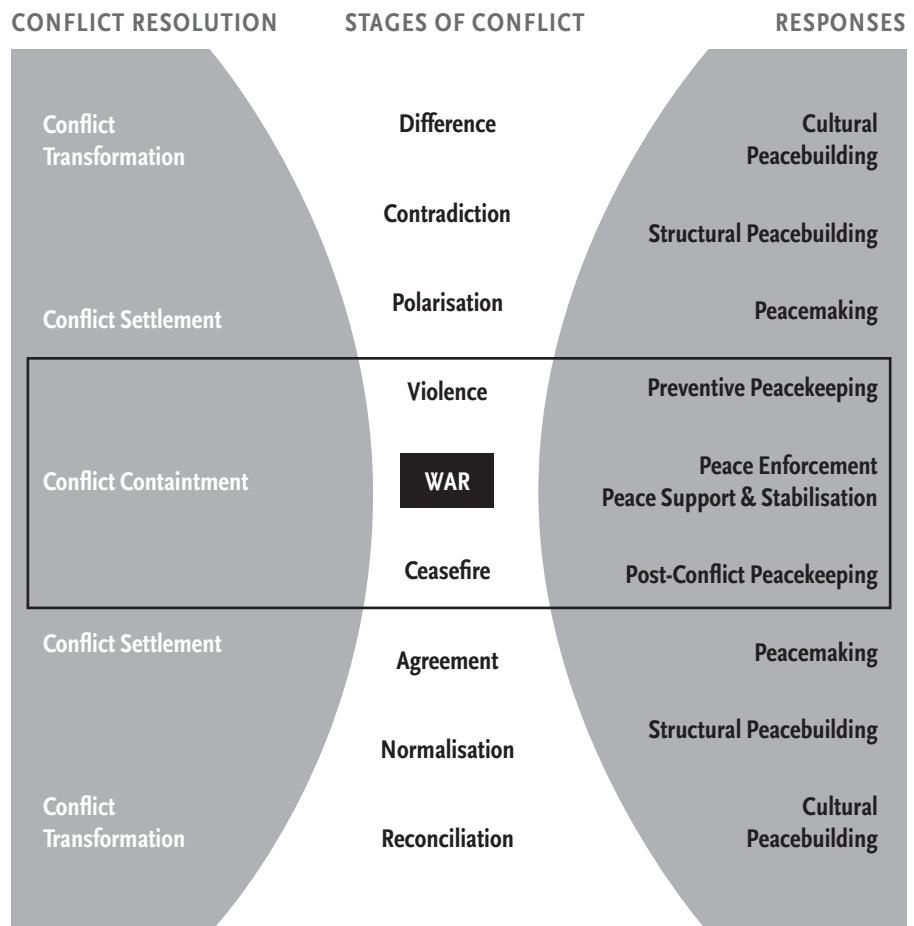 CONFLICT RESOLUTION
STAGES OF CONFLICT
RESPONSES
Conflict
Transformation
Difference
Cultural
Peacebuilding
Contradiction
Structural Peacebuilding
Conflict Settlement
Polarisation
Peacemaking
Violence
Preventive Peacekeeping
Conflict Containtment
WAR
Peace Enforcement
Peace Support & Stabilisation
Ceasefire
Post-Conflict Peacekeeping
Conflict Settlement
Agreement
Peacemaking
Normalisation
Structural Peacebuilding
Conflict
Transformation
Reconciliation
Cultural
Peacebuilding